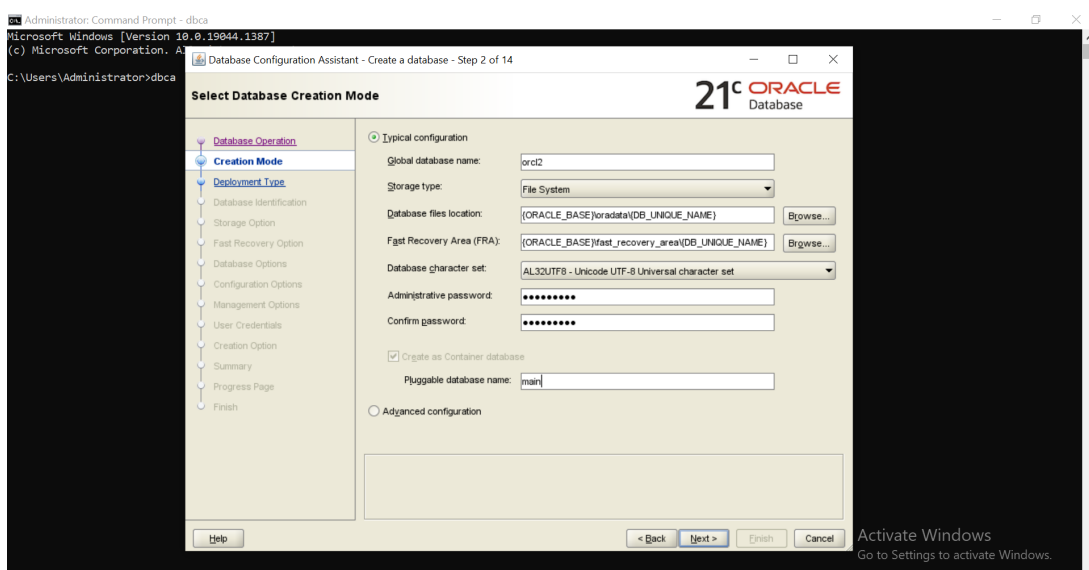 Administrator: Command Prompt - dbca
Microsoft Windows [Version 10.0.19044.1387]
(c) Microsoft Corporation. A
C:\Users\Administrator>dbca
Database Configuration Assistant - Create a database - Step 2 of 14
Select Database Creation Mode
21c ORACLE
Database
Database Operation
Creation Mode
Deployment Type
Database Identification
Storage Option
Fast Recovery Option
Database Options
Configuration Options
Management Options
User Credentials
Creation Option
Summary
Progress Page
Finish
Typical configuration
Global database name: orcl2
Storage type: File System
Database files location: {ORACLE_BASE}\oradata\{DB_UNIQUE_NAME} Browse...
Fast Recovery Area (FRA): {ORACLE_BASE}\fast_recovery_area\{DB_UNIQUE_NAME} Browse...
Database character set: AL32UTF8 - Unicode UTF-8 Universal character set
Administrative password: •••••••••
Confirm password: •••••••••
Create as Container database
Pluggable database name: main
Advanced configuration
Help < Back Next > Finish Cancel
Activate Windows
Go to Settings to activate Windows.